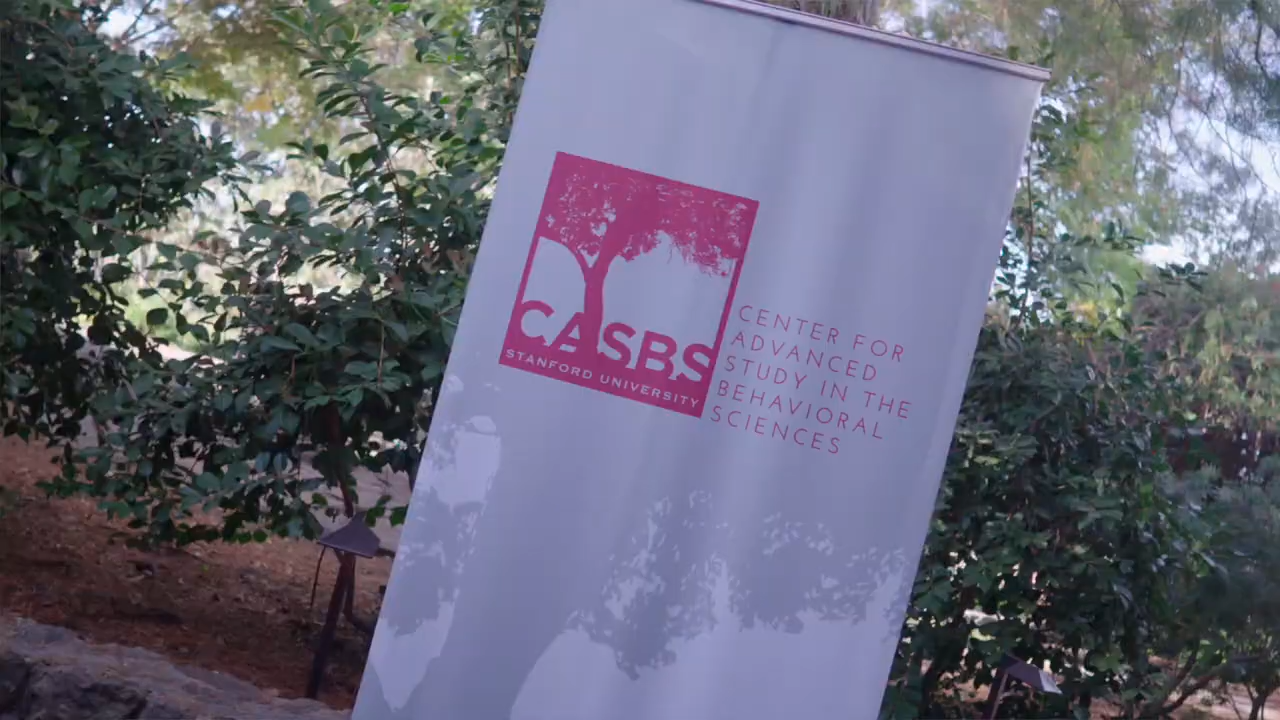 CASBS
STANFORD UNIVERSITY
CENTER FOR
ADVANCED
STUDY IN THE
BEHAVIORAL
SCIENCES